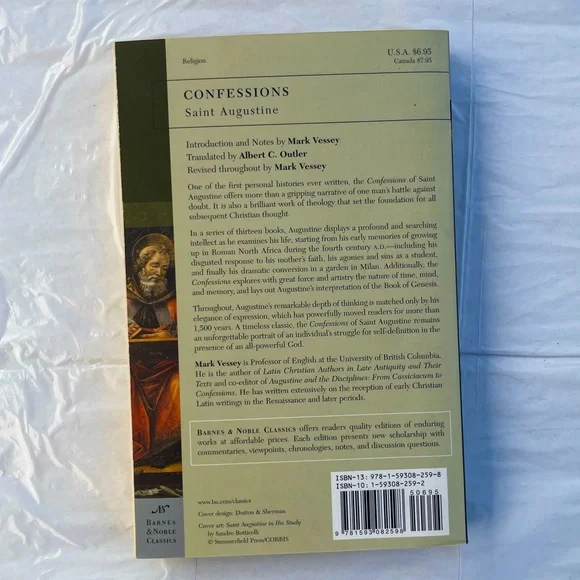 Religion
U.S.A. $6.95
Canada $7.95
CONFESSIONS
Saint Augustine
Introduction and Notes by Mark Vessey
Translated by Albert C. Outler
Revised throughout by Mark Vessey
One of the first personal histories ever written, the Confessions of Saint
Augustine offers more than a gripping narrative of one man's battle against
doubt. It is also a brilliant work of theology that set the foundation for all
subsequent Christian thought.
In a series of thirteen books, Augustine displays a profound and searching
intellect as he examines his life, starting from his early memories of growing
up in Roman North Africa during the fourth century A.D.—including his
disgusted response to his mother's faith, his agonies and sins as a student,
and finally his dramatic conversion in a garden in Milan. Additionally, the
Confessions explores with great force and artistry the nature of time, mind,
and memory, and lays out Augustine's interpretation of the Book of Genesis.
Throughout, Augustine's remarkable depth of thinking is matched only by his
elegance of expression, which has powerfully moved readers for more than
1,500 years. A timeless classic, the Confessions of Saint Augustine remains
an unforgettable portrait of an individual's struggle for self-definition in the
presence of an all-powerful God.
Mark Vessey is Professor of English at the University of British Columbia.
He is the author of Latin Christian Authors in Late Antiquity and Their
Texts and co-editor of Augustine and the Disciplines: From Cassiciacum to
Confessions. He has written extensively on the reception of early Christian
Latin writings in the Renaissance and later periods.
BARNES & NOBLE CLASSICS offers readers quality editions of enduring
works at affordable prices. Each edition presents new scholarship with
commentaries, viewpoints, chronologies, notes, and discussion questions.
www.bn.com/classics
Cover design: Dutton & Sherman
Cover art: Saint Augustine in His Study
by Sandro Botticelli
© Summerfield Press/CORBIS
ISBN-13: 978-1-59308-259-8
ISBN-10: 1-59308-259-2
50695
9 781593 082598
BARNES
& NOBLE
CLASSICS